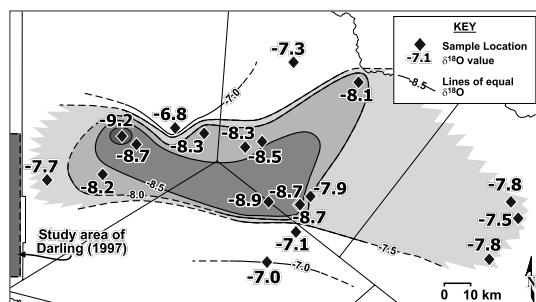 KEY
Sample Location
-7.1 δ18O value
-8.5 Lines of equal
δ18O
-7.3
-7.0
-8.1
-6.8
-9.2
-8.3
-8.3
-8.7
-8.5
-7.7
-8.2
-8.5
-8.0
-8.9
-8.7
-7.9
-8.7
-7.8
-7.5
-7.1
-7.5
-7.8
-7.0
-7.0
Study area of
Darling (1997)
0 10 km
N